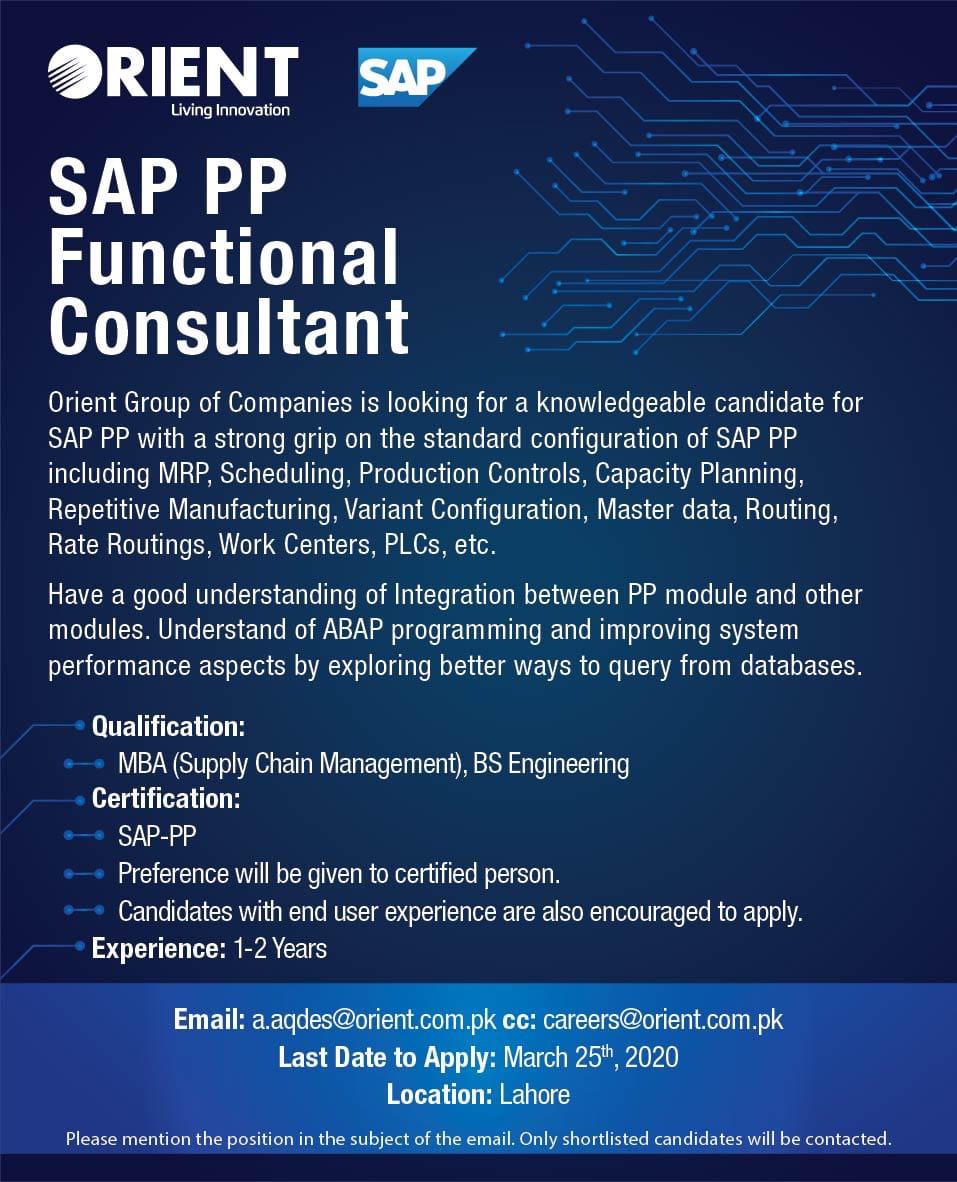 ORIENT
Living Innovation
SAP
SAP PP
Functional
Consultant
Orient Group of Companies is looking for a knowledgeable candidate for
SAP PP with a strong grip on the standard configuration of SAP PP
including MRP, Scheduling, Production Controls, Capacity Planning,
Repetitive Manufacturing, Variant Configuration, Master data, Routing,
Rate Routings, Work Centers, PLCs, etc.
Have a good understanding of Integration between PP module and other
modules. Understand of ABAP programming and improving system
performance aspects by exploring better ways to query from databases.
Qualification:
MBA (Supply Chain Management), BS Engineering
Certification:
SAP-PP
Preference will be given to certified person.
Candidates with end user experience are also encouraged to apply.
Experience: 1-2 Years
Email: a.aqdes@orient.com.pk cc: careers@orient.com.pk
Last Date to Apply: March 25th, 2020
Location: Lahore
Please mention the position in the subject of the email. Only shortlisted candidates will be contacted.